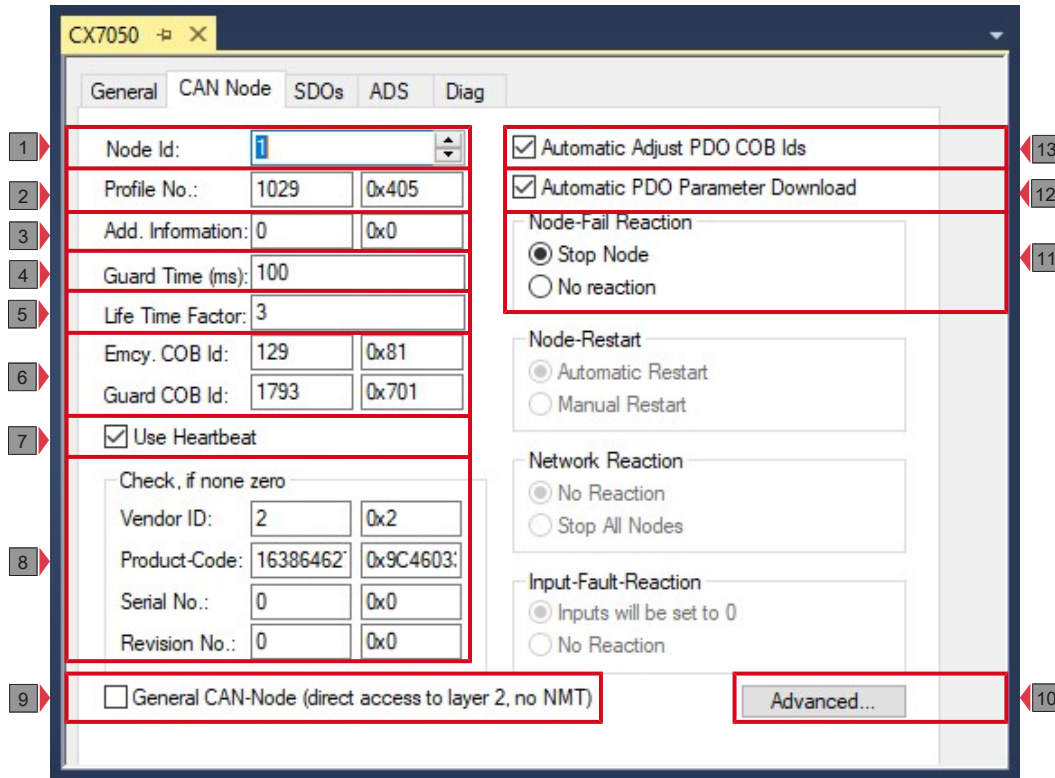 CX7050
General CAN Node SDOs ADS Diag
1 Node Id: 1
2 Profile No.: 1029 0x405
3 Add. Information: 0 0x0
4 Guard Time (ms): 100
5 Life Time Factor: 3
6 Emcy. COB Id: 129 0x81
Guard COB Id: 1793 0x701
7 Use Heartbeat
Check, if none zero
8 Vendor ID: 2 0x2
Product-Code: 163864627 0x9C4603
Serial No.: 0 0x0
Revision No.: 0 0x0
9 General CAN-Node (direct access to layer 2, no NMT)
Automatic Adjust PDO COB Ids 13
Automatic PDO Parameter Download 12
Node-Fail Reaction
Stop Node 11
No reaction
Node-Restart
Automatic Restart
Manual Restart
Network Reaction
No Reaction
Stop All Nodes
Input-Fault-Reaction
Inputs will be set to 0
No Reaction
Advanced... 10